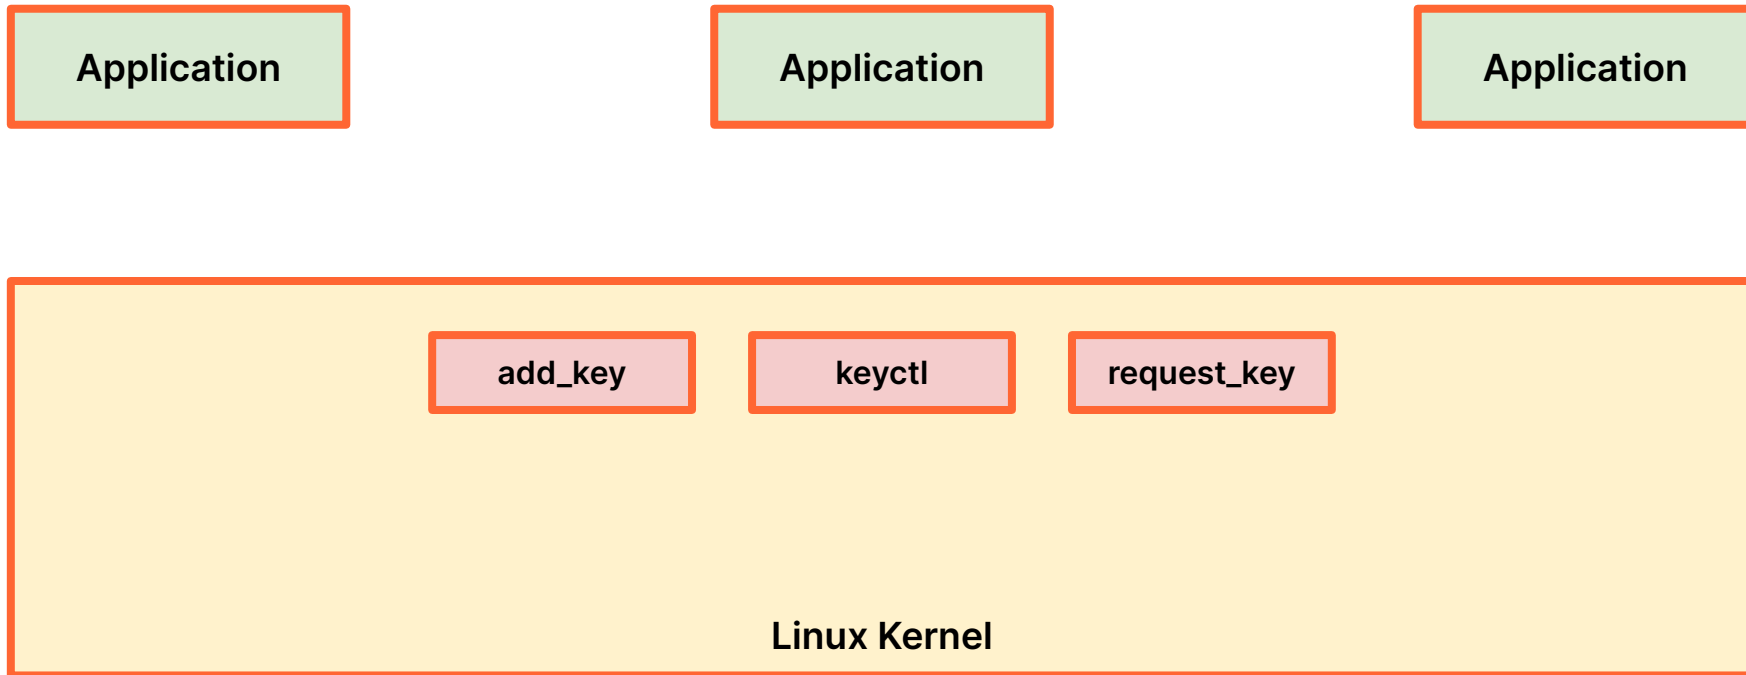 Application
Application
Application
add_key
keyctl
request_key
Linux Kernel